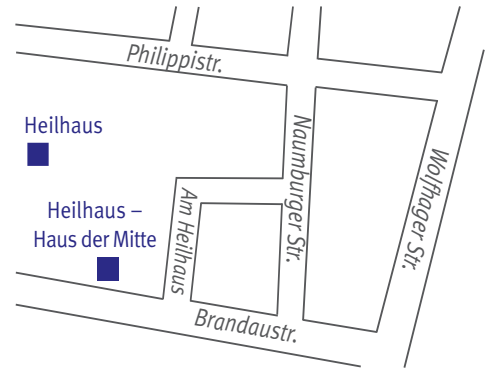 Philippistr.
Heilhaus
Naumburger Str.
Wolfhager Str.
Heilhaus –
Haus der Mitte
Am Heilhaus
Brandaustr.